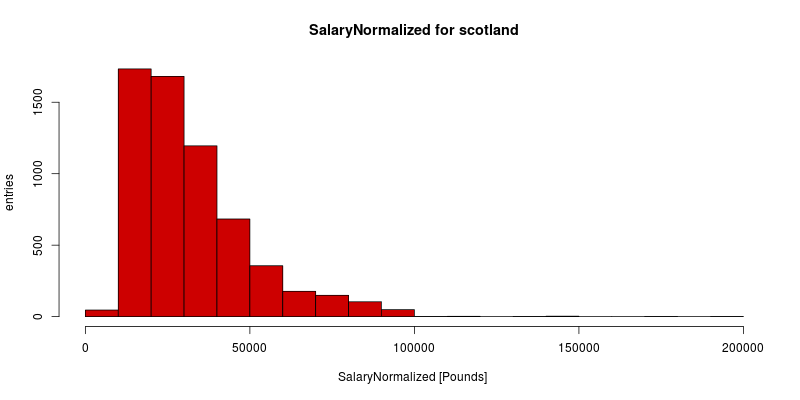 SalaryNormalized for scotland
entries
1500
1000
500
0
0 50000 100000 150000 200000
SalaryNormalized [Pounds]